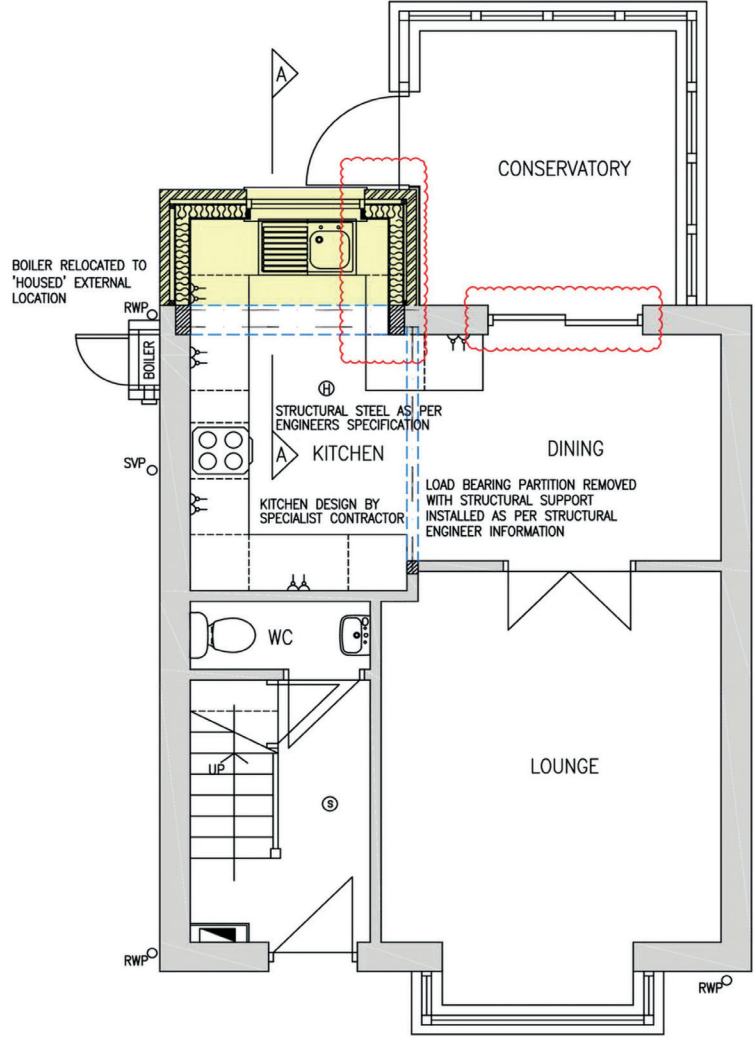 A
CONSERVATORY
BOILER RELOCATED TO
'HOUSED' EXTERNAL
LOCATION
RWP
BOILER
H
STRUCTURAL STEEL AS PER
ENGINEERS SPECIFICATION
A
KITCHEN
DINING
SVP
KITCHEN DESIGN BY
SPECIALIST CONTRACTOR
LOAD BEARING PARTITION REMOVED
WITH STRUCTURAL SUPPORT
INSTALLED AS PER STRUCTURAL
ENGINEER INFORMATION
WC
UP
LOUNGE
S
RWP
RWP